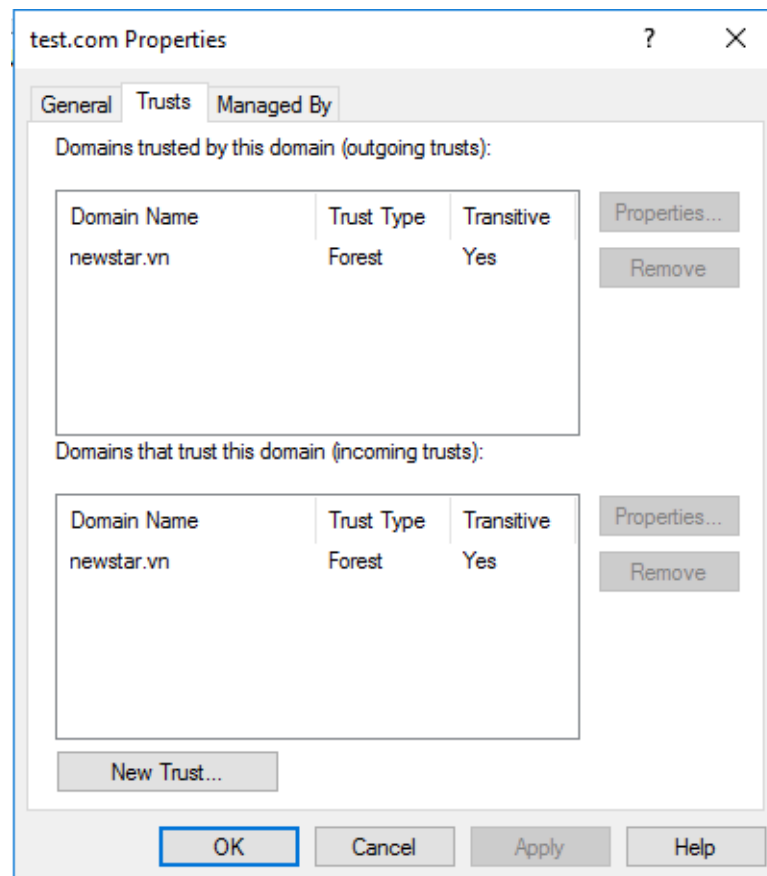 test.com Properties ?
General Trusts Managed By
Domains trusted by this domain (outgoing trusts):
Domain Name Trust Type Transitive
newstar.vn Forest Yes
Properties...
Remove
Domains that trust this domain (incoming trusts):
Domain Name Trust Type Transitive
newstar.vn Forest Yes
Properties...
Remove
New Trust...
OK Cancel Apply Help